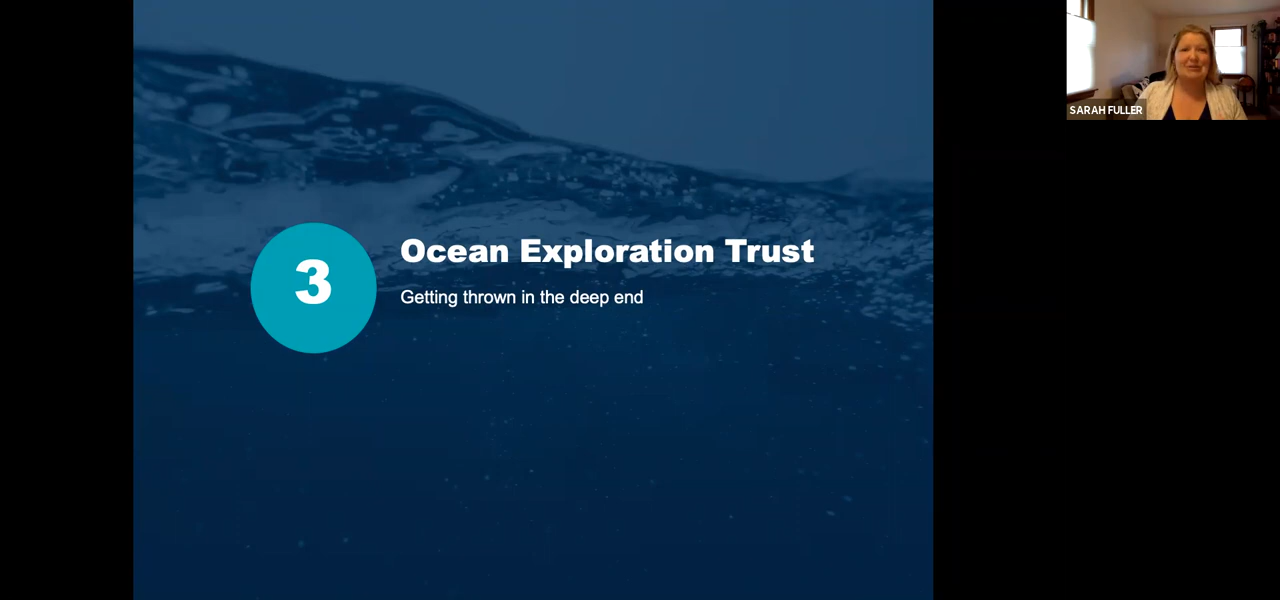 3
Ocean Exploration Trust
Getting thrown in the deep end
SARAH FULLER